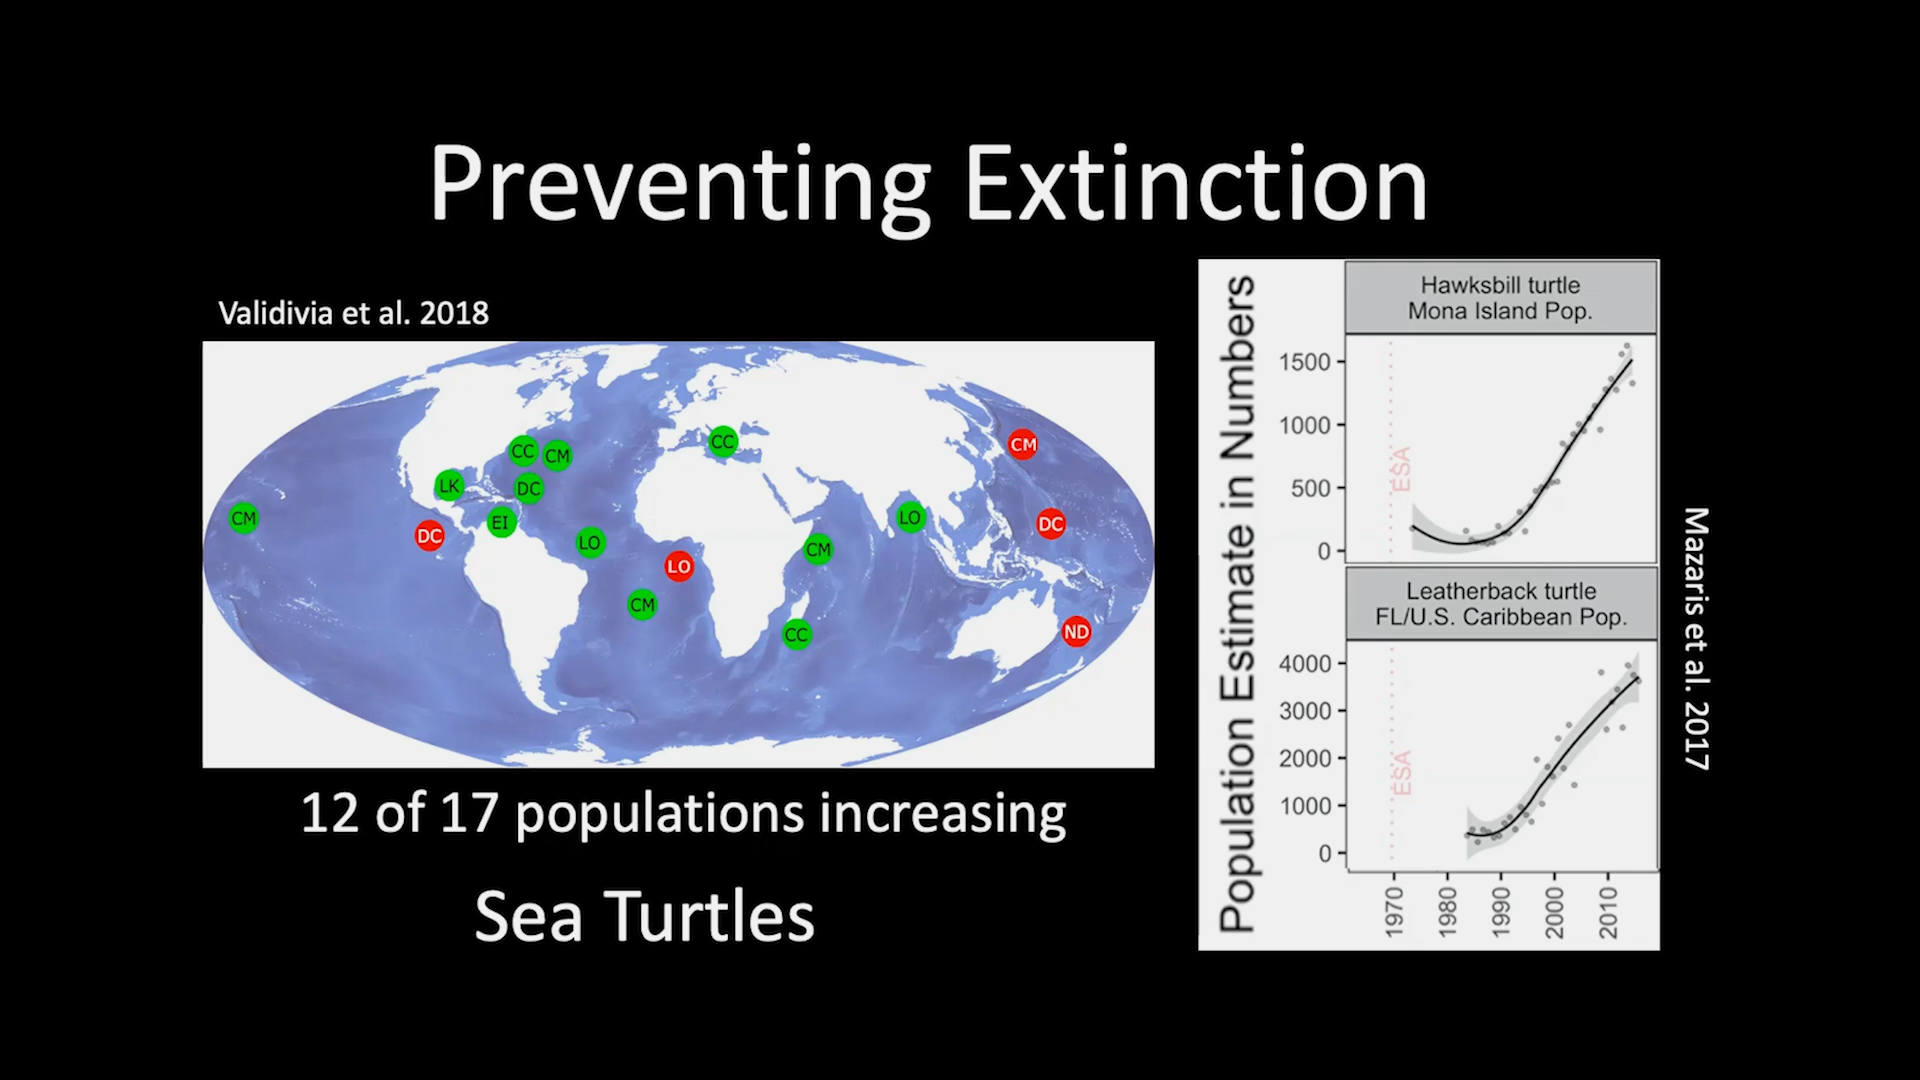 Preventing Extinction
Validivia et al. 2018
CC
CM
CC
CM
LK
DC
CM
EI
DC
LO
DC
LO
CM
LO
CM
CC
ND
12 of 17 populations increasing
Sea Turtles
Population Estimate in Numbers
Hawksbill turtle
Mona Island Pop.
1500
1000
500
0
ESA
Leatherback turtle
FL/U.S. Caribbean Pop.
4000
3000
2000
1000
0
ESA
1970
1980
1990
2000
2010
Mazaris et al. 2017